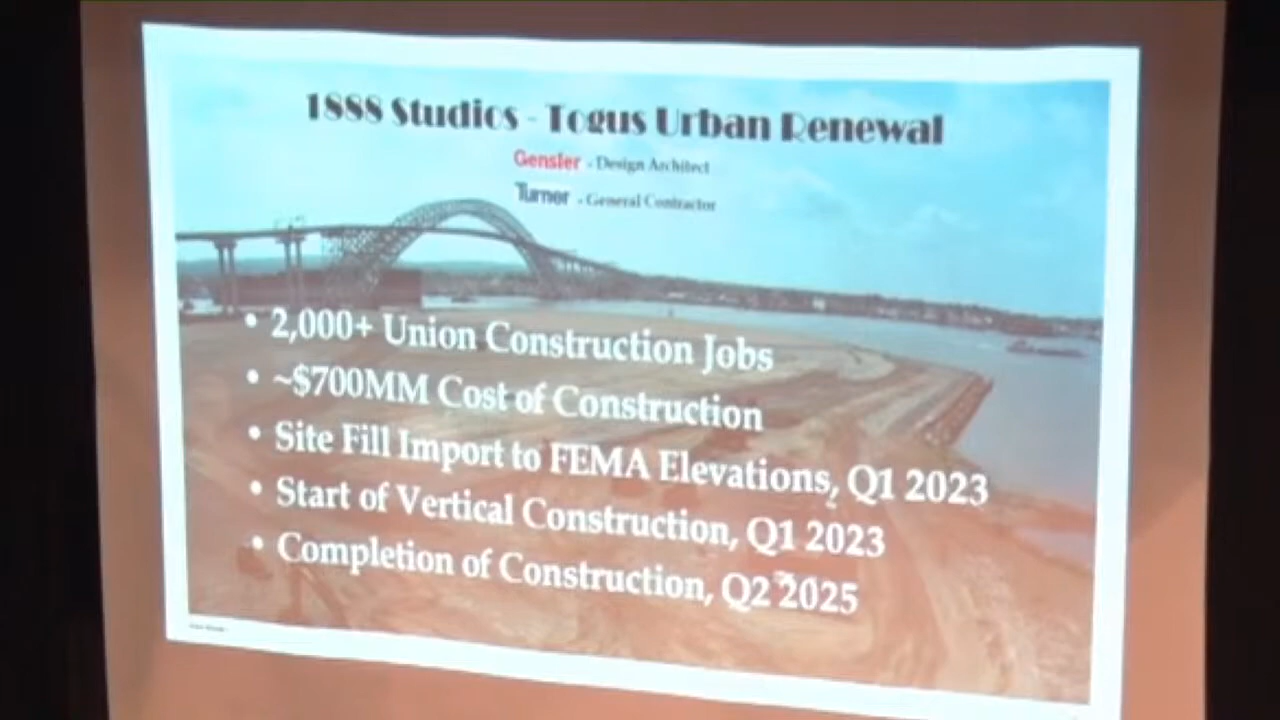 1888 Studios - Togus Urban Renewal
Gensler - Design Architect
Turner - General Contractor
• 2,000+ Union Construction Jobs
• ~$700MM Cost of Construction
• Site Fill Import to FEMA Elevations, Q1 2023
• Start of Vertical Construction, Q1 2023
• Completion of Construction, Q2 2025